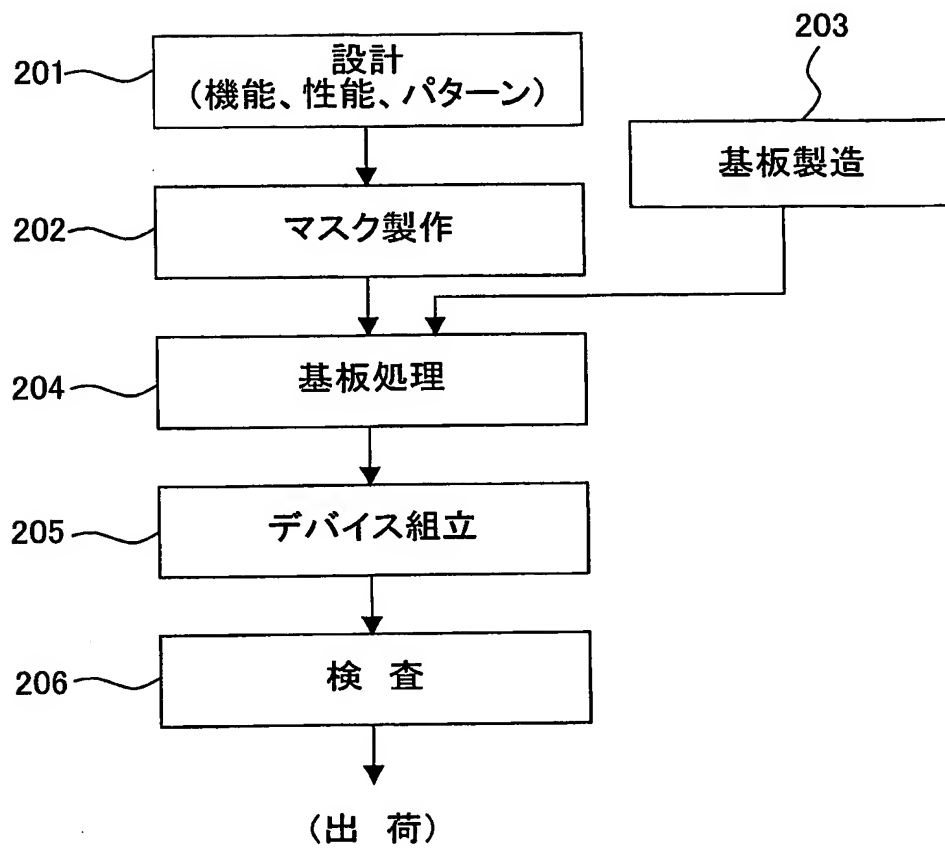 203
201
設計
(機能、性能、パターン)
基板製造
202
マスク製作
204
基板処理
205
デバイス組立
206
検 査
(出 荷)